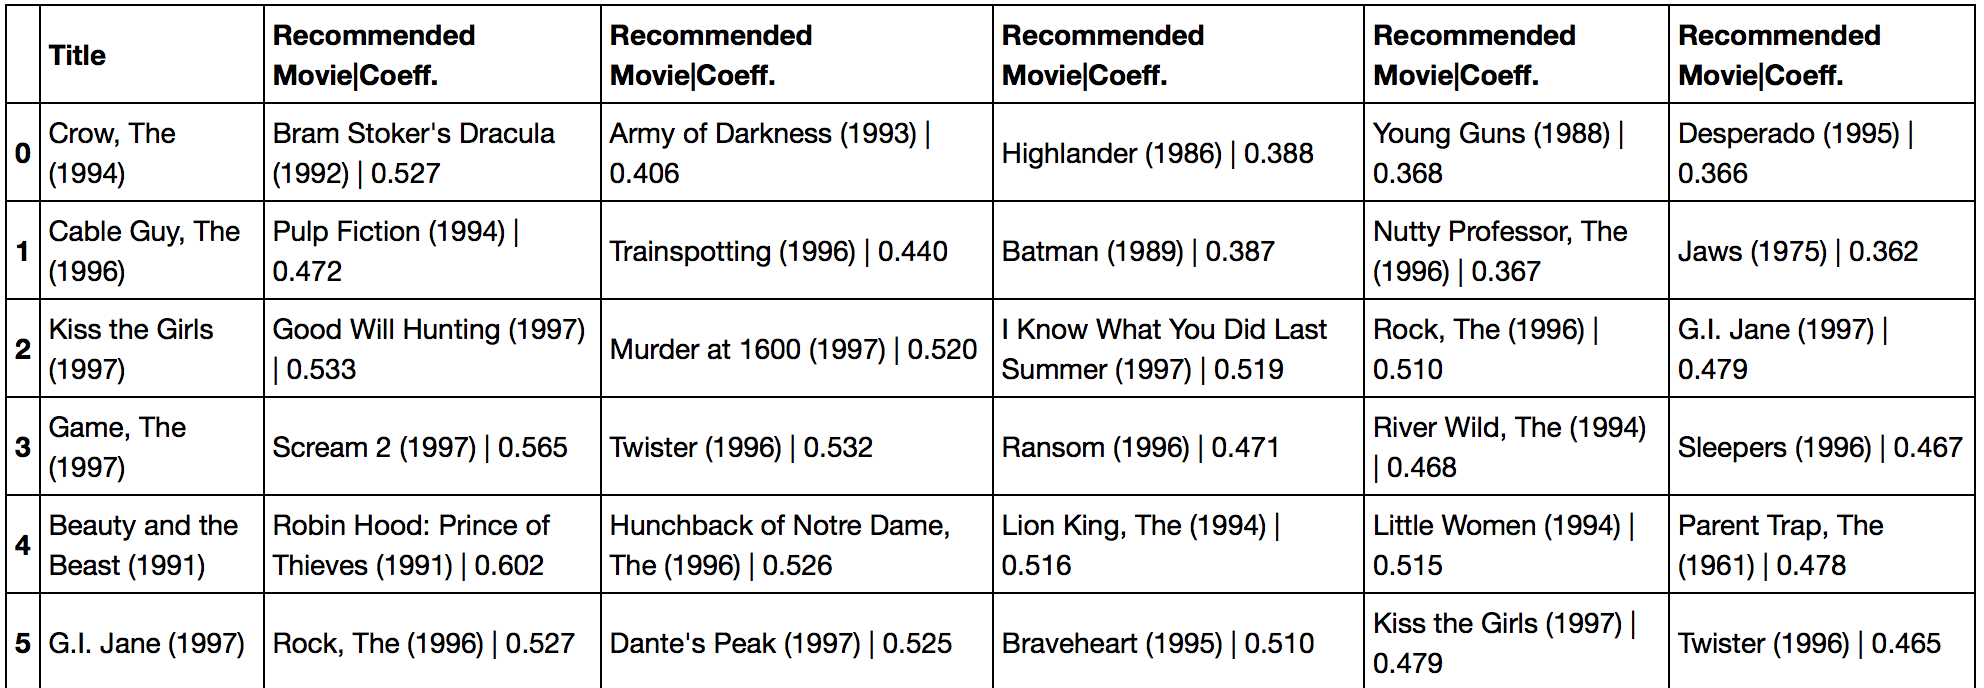 Title
Recommended
Movie|Coeff.
Recommended
Movie|Coeff.
Recommended
Movie|Coeff.
Recommended
Movie|Coeff.
Recommended
Movie|Coeff.
0
Crow, The
(1994)
Bram Stoker's Dracula
(1992) | 0.527
Army of Darkness (1993) |
0.406
Highlander (1986) | 0.388
Young Guns (1988) |
0.368
Desperado (1995) |
0.366
1
Cable Guy, The
(1996)
Pulp Fiction (1994) |
0.472
Trainspotting (1996) | 0.440
Batman (1989) | 0.387
Nutty Professor, The
(1996) | 0.367
Jaws (1975) | 0.362
2
Kiss the Girls
(1997)
Good Will Hunting (1997)
| 0.533
Murder at 1600 (1997) | 0.520
I Know What You Did Last
Summer (1997) | 0.519
Rock, The (1996) |
0.510
G.I. Jane (1997) |
0.479
3
Game, The
(1997)
Scream 2 (1997) | 0.565
Twister (1996) | 0.532
Ransom (1996) | 0.471
River Wild, The (1994)
| 0.468
Sleepers (1996) | 0.467
4
Beauty and the
Beast (1991)
Robin Hood: Prince of
Thieves (1991) | 0.602
Hunchback of Notre Dame,
The (1996) | 0.526
Lion King, The (1994) |
0.516
Little Women (1994) |
0.515
Parent Trap, The
(1961) | 0.478
5
G.I. Jane (1997)
Rock, The (1996) | 0.527
Dante's Peak (1997) | 0.525
Braveheart (1995) | 0.510
Kiss the Girls (1997) |
0.479
Twister (1996) | 0.465